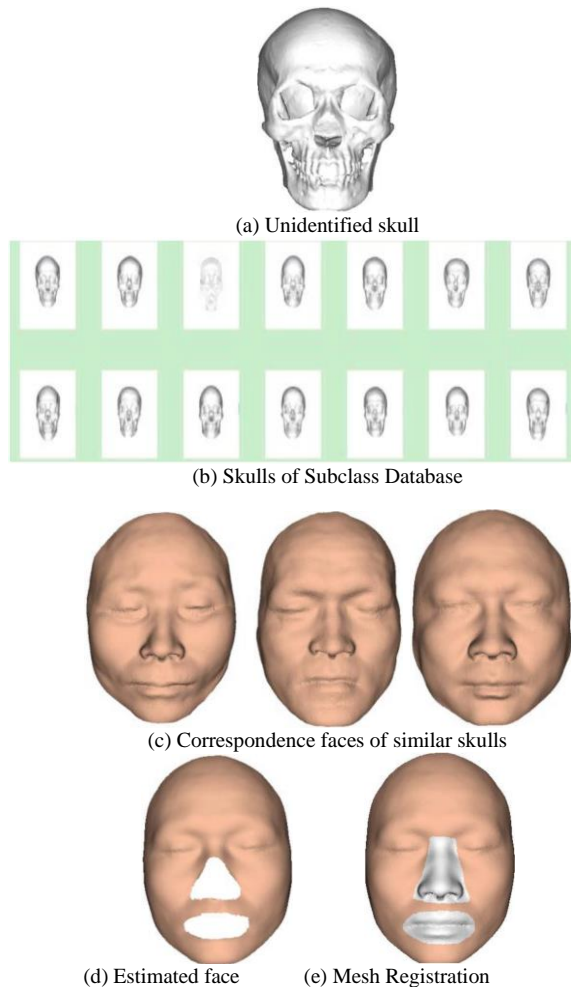 (a) Unidentified skull
(b) Skulls of Subclass Database
(c) Correspondence faces of similar skulls
(d) Estimated face (e) Mesh Registration